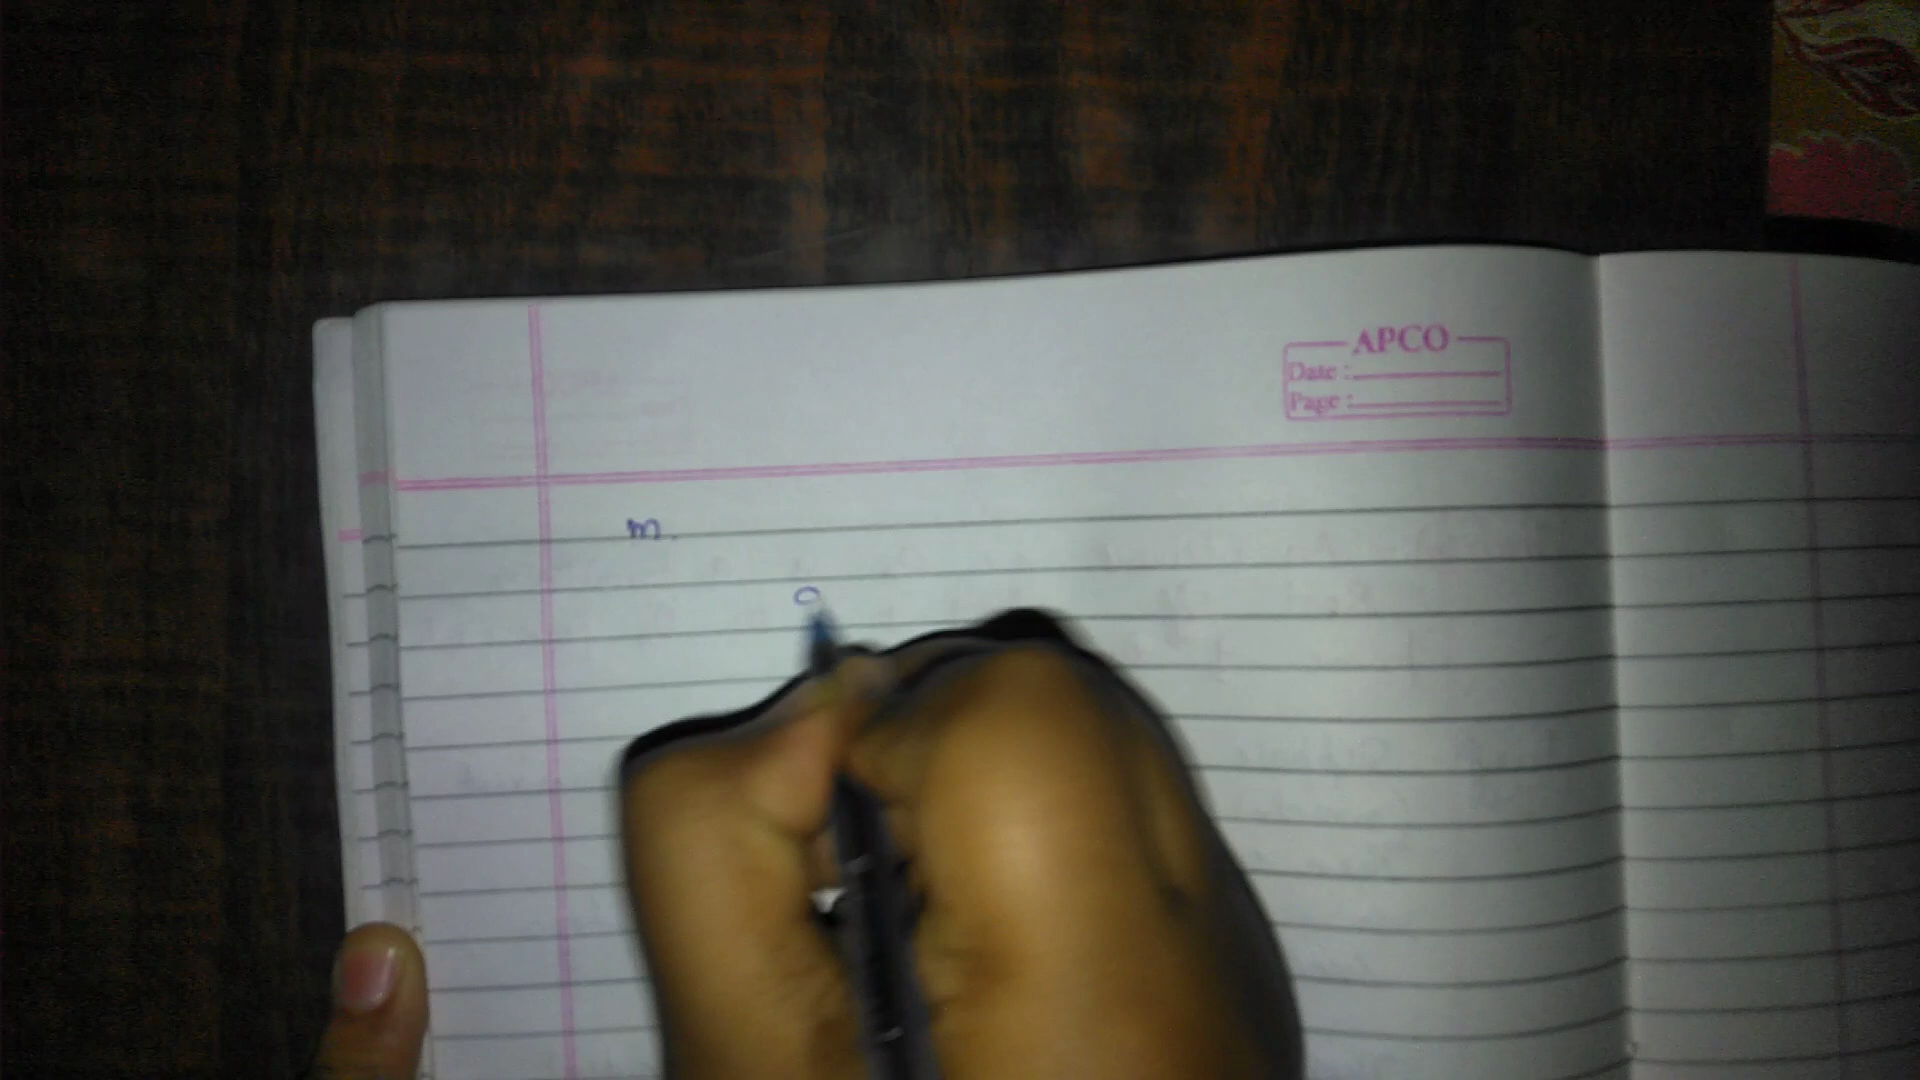 APCO
Date :
Page :
m.
o